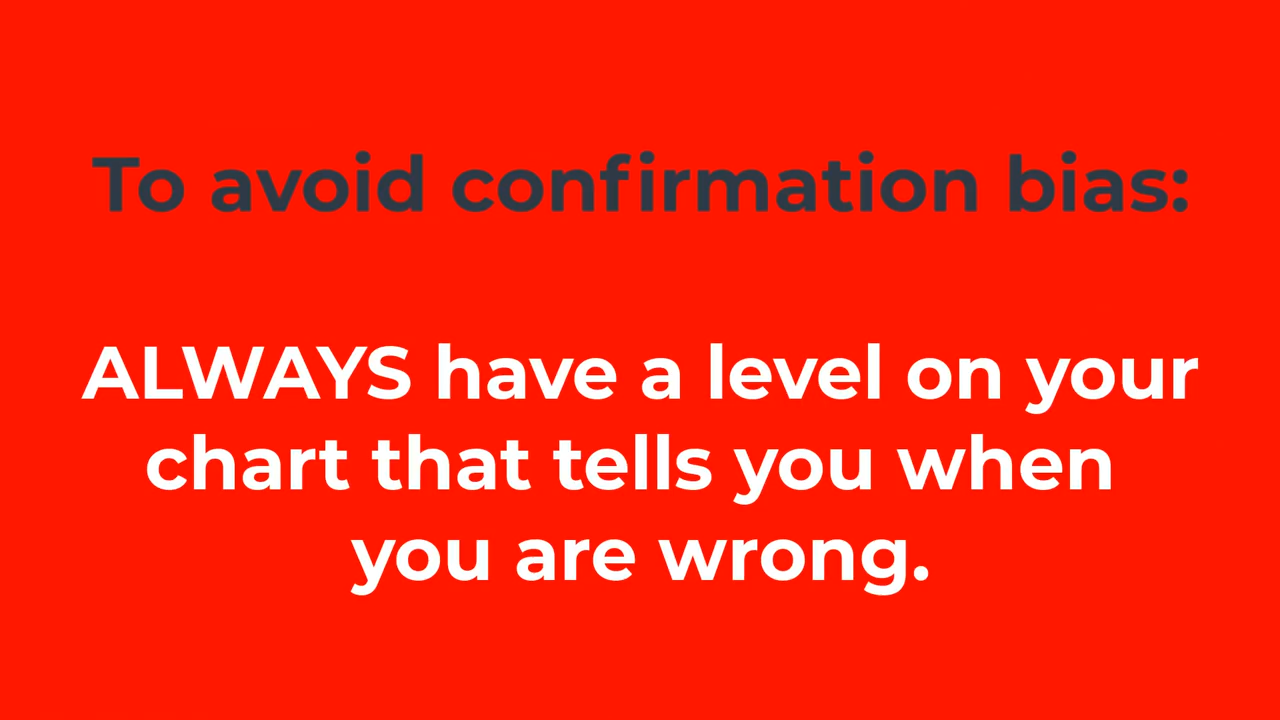 To avoid confirmation bias:
ALWAYS have a level on your
chart that tells you when
you are wrong.